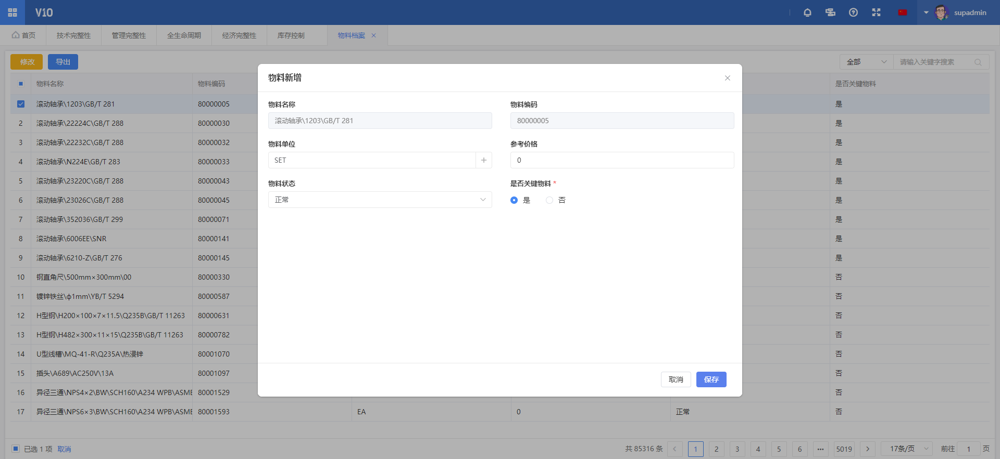 V10
supadmin
首页
技术完整性
管理完整性
全生命周期
经济完整性
库存控制
物料档案
修改
导出
全部
请输入关键字搜索
物料名称
物料编码
是否关键物料
滚动轴承\1203\GB/T 281
80000005
是
2
滚动轴承\22224C\GB/T 288
80000030
是
3
滚动轴承\22232C\GB/T 288
80000032
是
4
滚动轴承\N224E\GB/T 283
80000033
是
5
滚动轴承\23220C\GB/T 288
80000043
是
6
滚动轴承\23026C\GB/T 288
80000045
是
7
滚动轴承\352036\GB/T 299
80000071
是
8
滚动轴承\6006EE\SNR
80000141
是
9
滚动轴承\6210-Z\GB/T 276
80000145
是
10
钢直角尺\500mm×300mm\00
80000330
否
11
镀锌铁丝\φ1mm\YB/T 5294
80000587
否
12
H型钢\H200×100×7×11.5\Q235B\GB/T 11263
80000631
否
13
H型钢\H482×300×11×15\Q235B\GB/T 11263
80000782
否
14
U型线槽\MQ-41-R\Q235A\热浸锌
80001070
否
15
插头\A689\AC250V\13A
80001097
否
16
异径三通\NPS4×2\BW\SCH160\A234 WPB\ASME
80001529
否
17
异径三通\NPS6×3\BW\SCH160\A234 WPB\ASME
80001593
EA
0
正常
否
物料新增
物料名称
物料编码
滚动轴承\1203\GB/T 281
80000005
物料单位
参考价格
SET
0
物料状态
是否关键物料 *
正常
是
否
取消
保存
已选 1 项 取消
共 85316 条
1
2
3
4
5
6
•••
5019
17条/页
前往 1 页